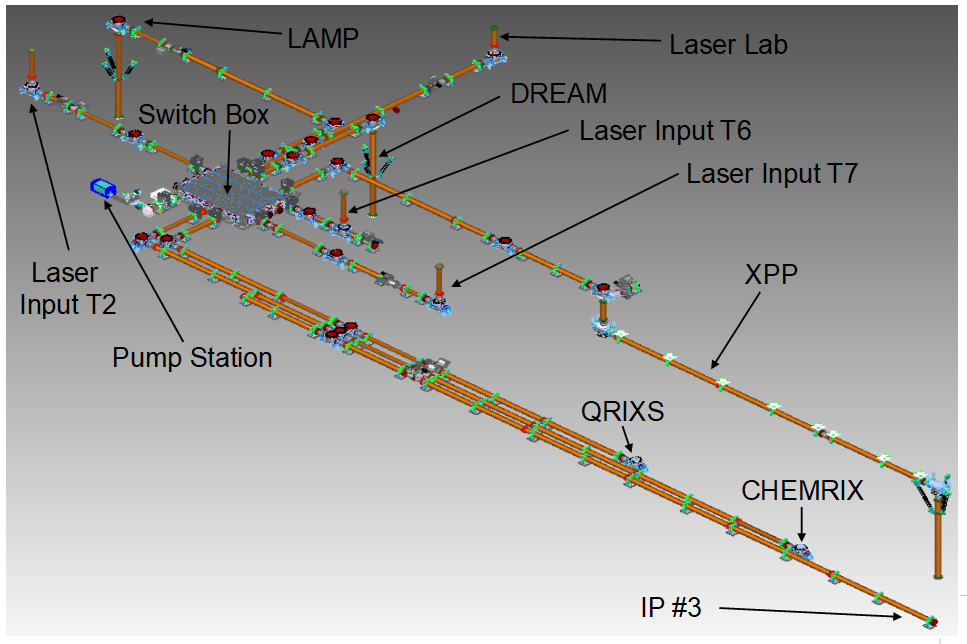 LAMP
Laser Lab
Switch Box
DREAM
Laser Input T6
Laser Input T7
Laser
Input T2
XPP
Pump Station
QRIXS
CHEMRIX
IP #3